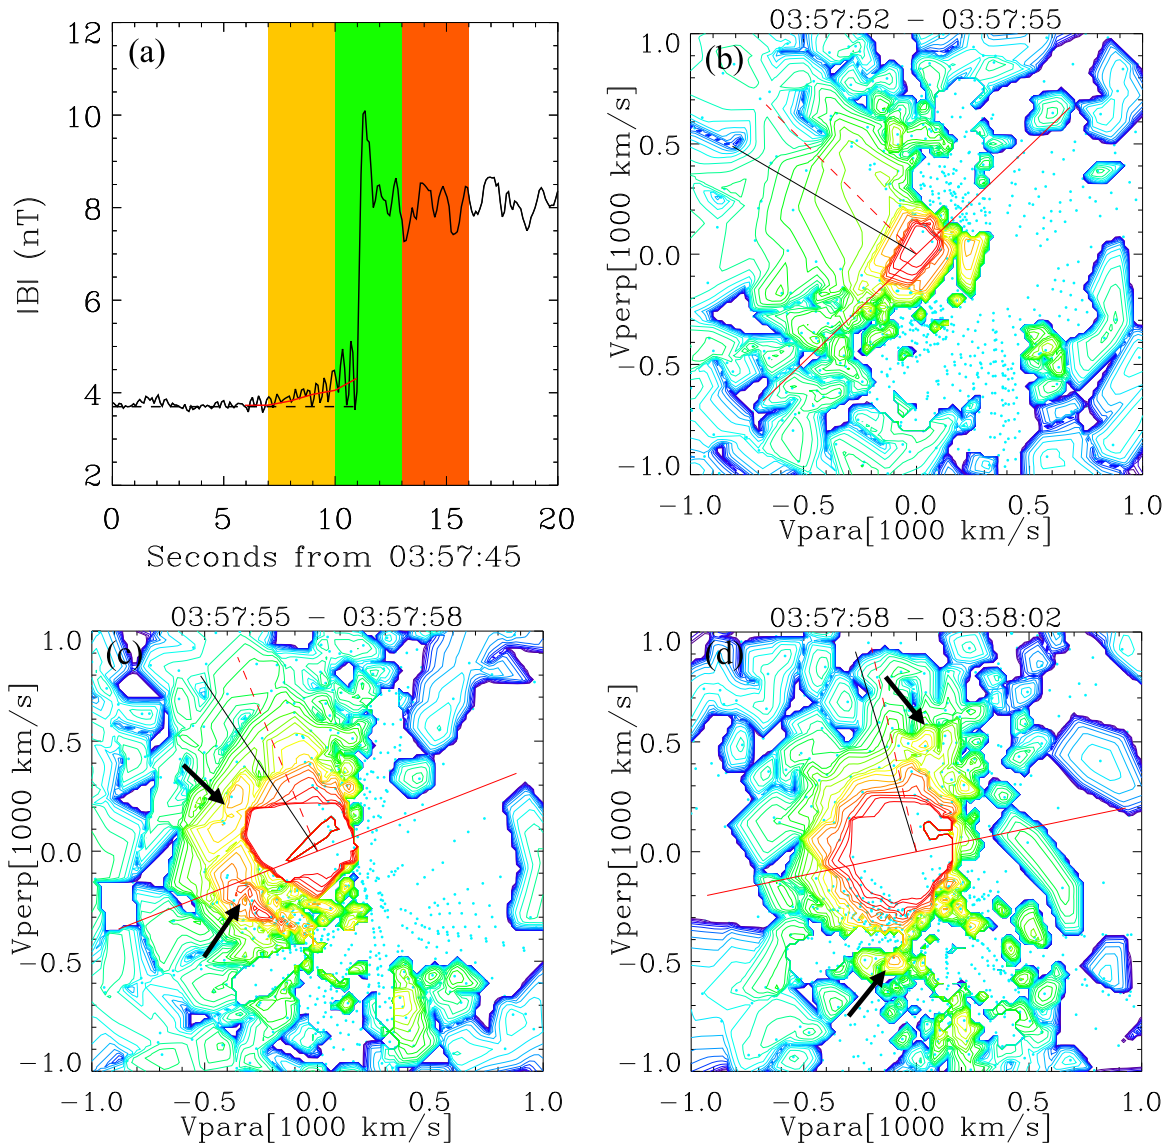 (a)
12
10
8
6
4
2
|B| (nT)
0 5 10 15 20
Seconds from 03:57:45
03:57:52 − 03:57:55
(b)
1.0
0.5
0.0
−0.5
−1.0
Vperp[1000 km/s]
−1.0 −0.5 0.0 0.5 1.0
Vpara[1000 km/s]
03:57:55 − 03:57:58
(c)
1.0
0.5
0.0
−0.5
−1.0
Vperp[1000 km/s]
−1.0 −0.5 0.0 0.5 1.0
Vpara[1000 km/s]
03:57:58 − 03:58:02
(d)
1.0
0.5
0.0
−0.5
−1.0
Vperp[1000 km/s]
−1.0 −0.5 0.0 0.5 1.0
Vpara[1000 km/s]